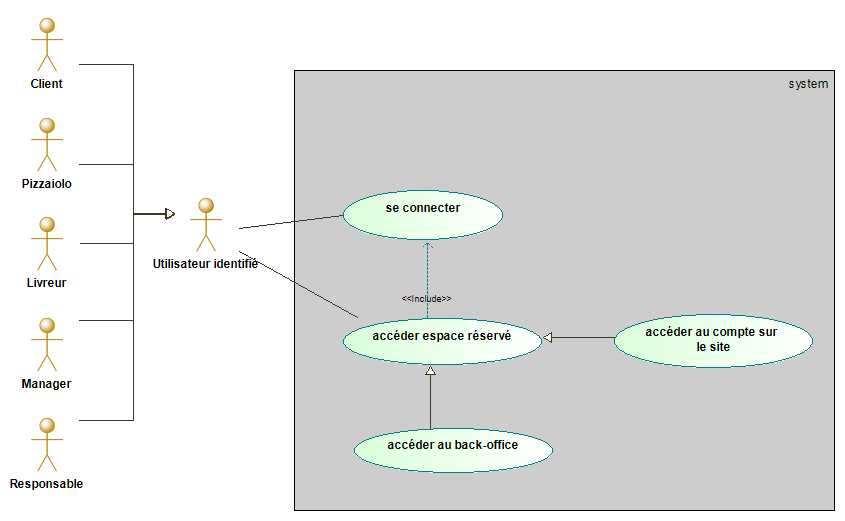 Client
Pizzaiolo
Livreur
Manager
Responsable
Utilisateur identifié
system
se connecter
<<Include>>
accéder espace réservé
accéder au compte sur
le site
accéder au back-office